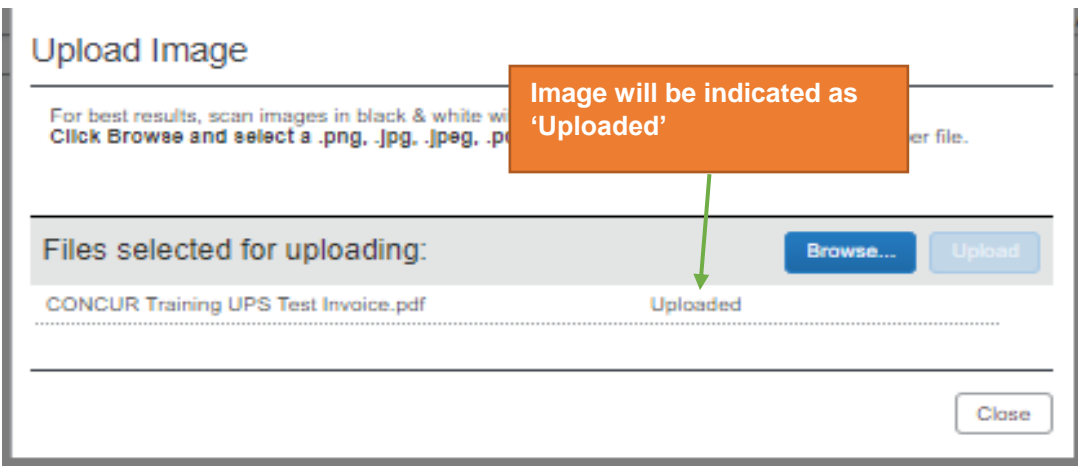 Upload Image
Image will be indicated as
‘Uploaded’
For best results, scan images in black & white
Click Browse and select a .png, .jpg, .jpeg, er file.
Files selected for uploading:
Browse... Upload
CONCUR Training UPS Test Invoice.pdf Uploaded
Close